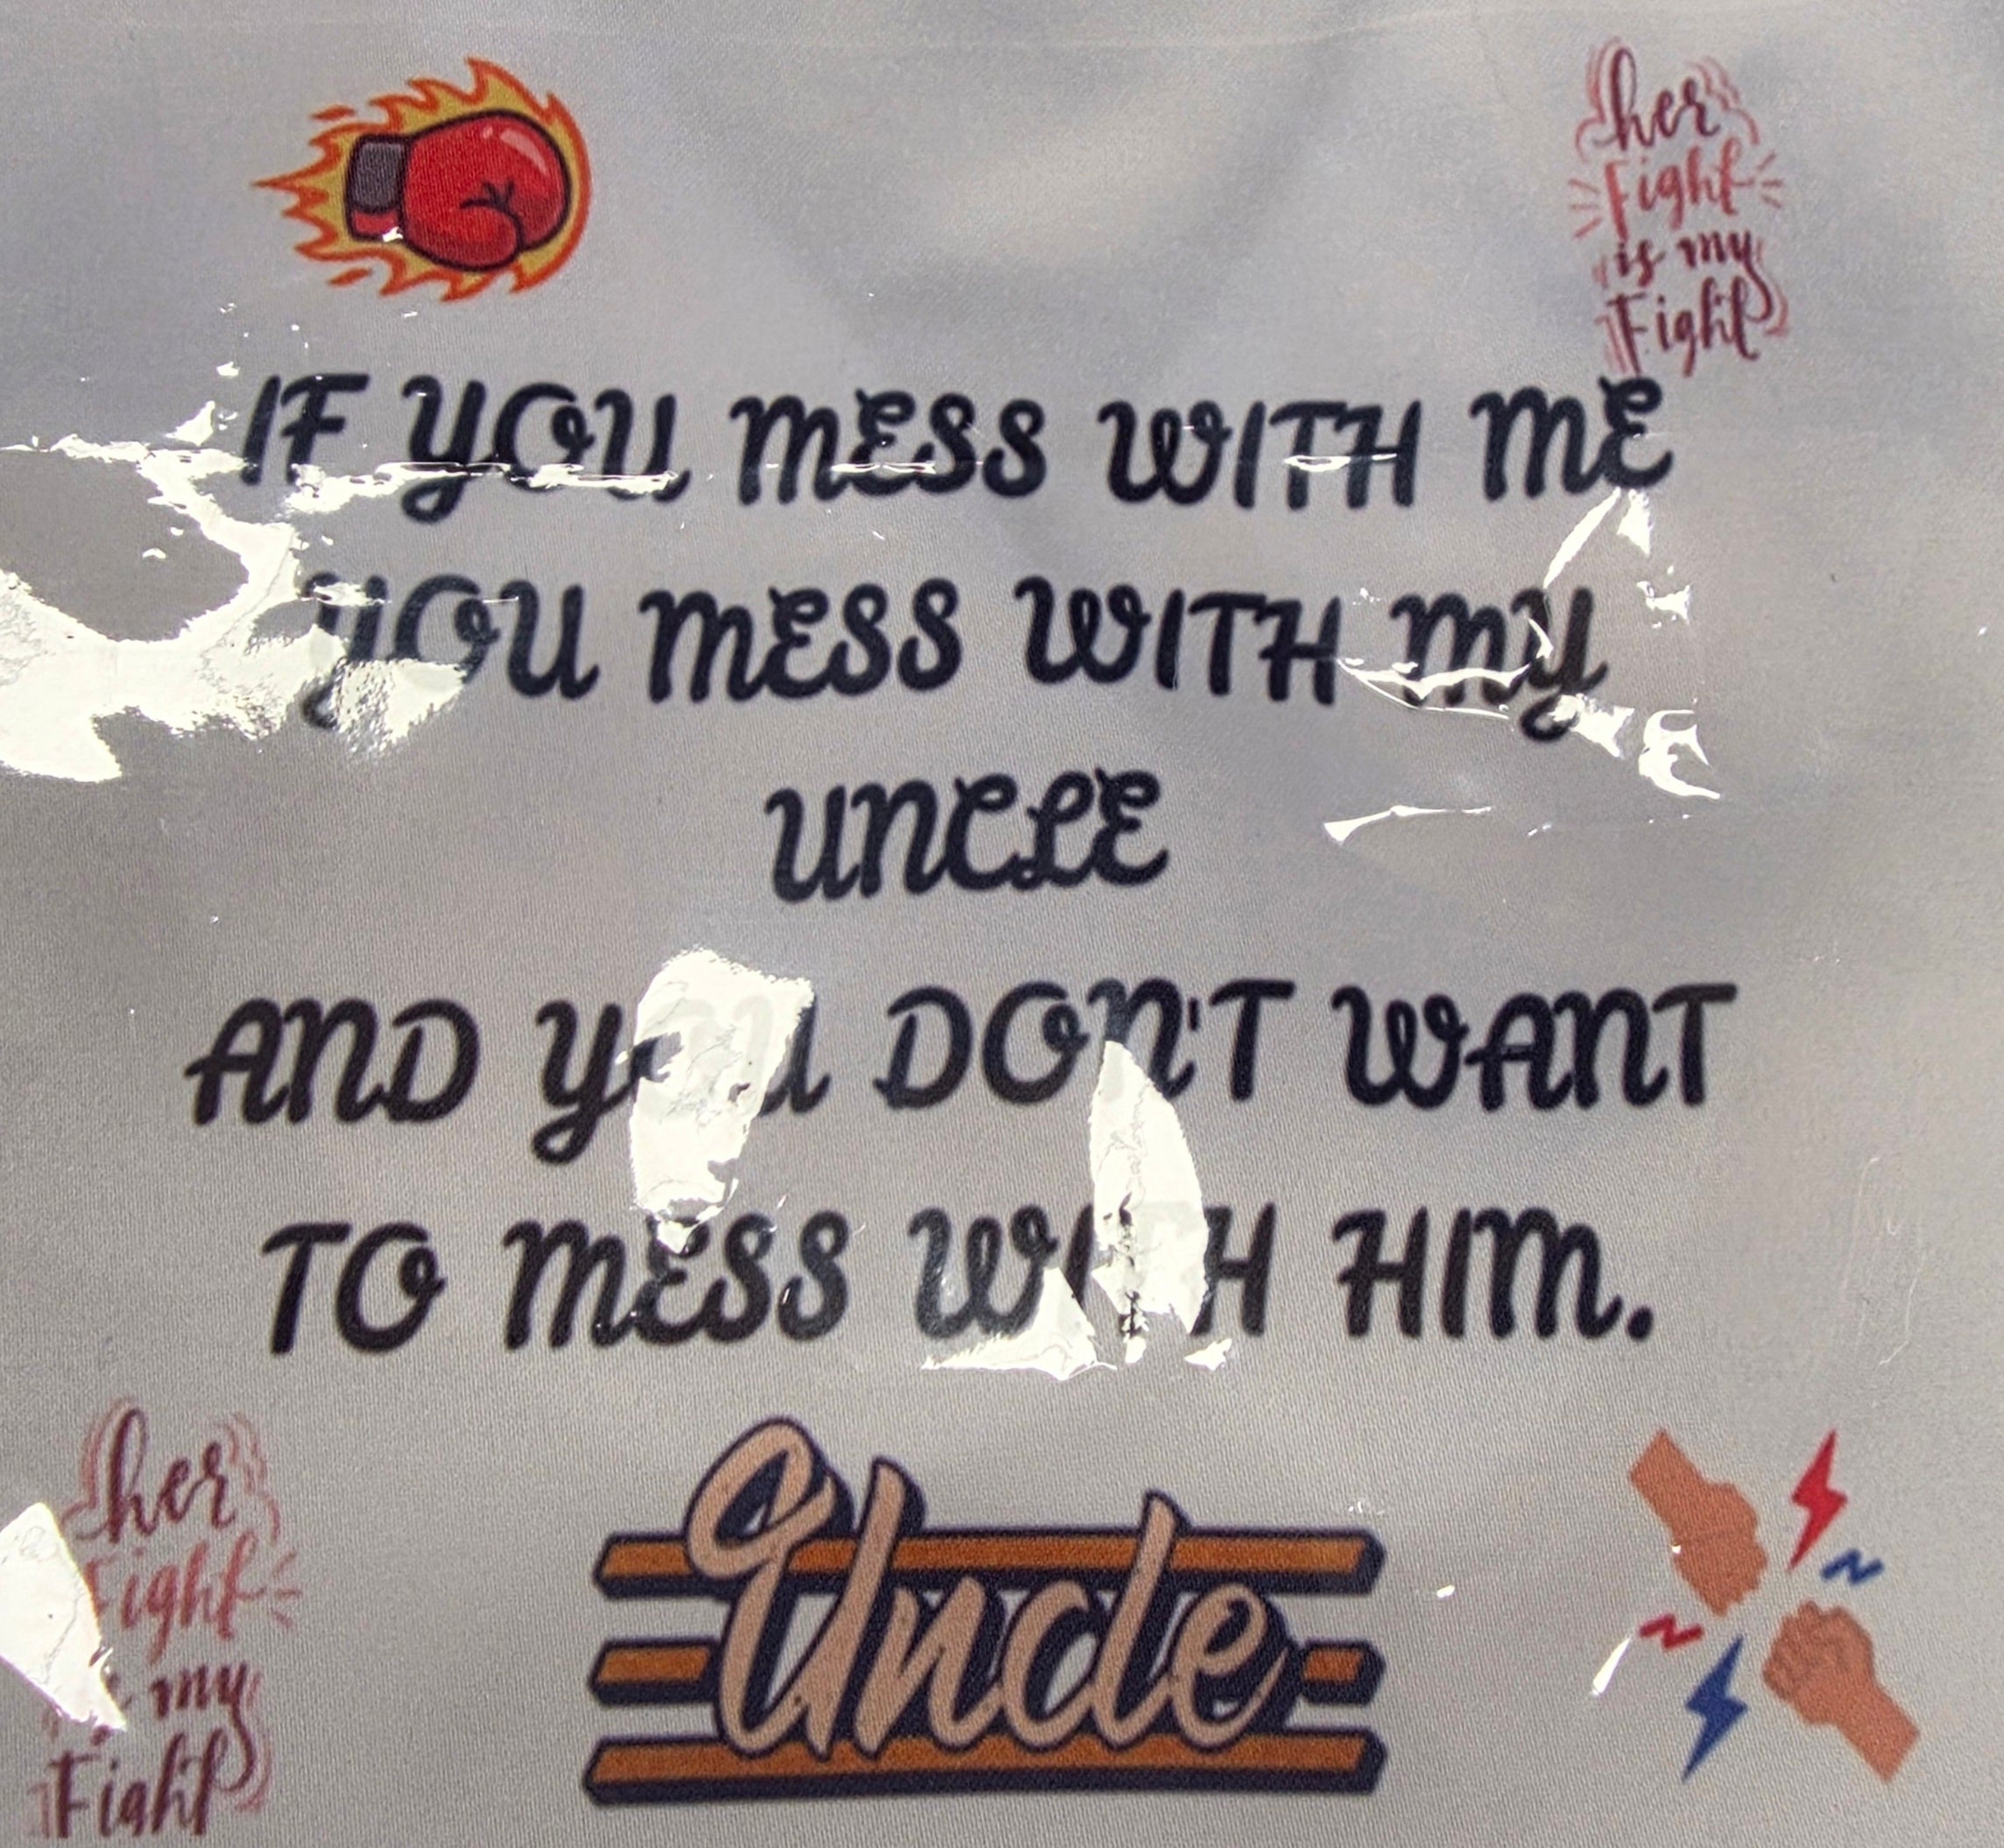 her
Fight
is my
Fight
IF YOU MESS WITH ME
YOU MESS WITH MY
UNCLE
AND YOU DON'T WANT
TO MESS WITH HIM.
her
Fight
is my
Fight
Uncle